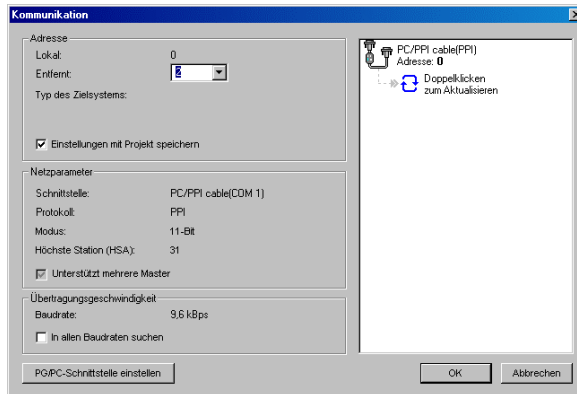 Kommunikation
Adresse
Lokal: 0
Entfernt: 2
Typ des Zielsystems:
Einstellungen mit Projekt speichern
Netzparameter
Schnittstelle: PC/PPI cable(COM 1)
Protokoll: PPI
Modus: 11-Bit
Höchste Station (HSA): 31
Unterstützt mehrere Master
Übertragungsgeschwindigkeit
Baudrate: 9,6 kBps
In allen Baudraten suchen
PG/PC-Schnittstelle einstellen
PC/PPI cable(PPI)
Adresse: 0
Doppelklicken
zum Aktualisieren
OK
Abbrechen